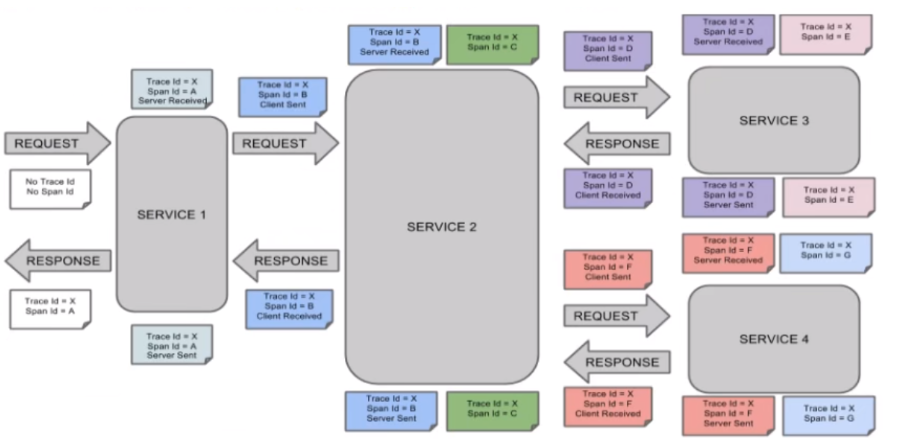 Trace Id = X
Span Id = A
Server Received
REQUEST
No Trace Id
No Span Id
SERVICE 1
RESPONSE
Trace Id = X
Span Id = A
Trace Id = X
Span Id = A
Server Sent
Trace Id = X
Span Id = B
Client Sent
REQUEST
RESPONSE
Trace Id = X
Span Id = B
Client Received
Trace Id = X
Span Id = B
Server Received
Trace Id = X
Span Id = C
SERVICE 2
Trace Id = X
Span Id = B
Server Sent
Trace Id = X
Span Id = C
Trace Id = X
Span Id = D
Client Sent
REQUEST
RESPONSE
Trace Id = X
Span Id = D
Client Received
Trace Id = X
Span Id = D
Server Received
Trace Id = X
Span Id = E
SERVICE 3
Trace Id = X
Span Id = D
Server Sent
Trace Id = X
Span Id = E
Trace Id = X
Span Id = F
Client Sent
REQUEST
RESPONSE
Trace Id = X
Span Id = F
Client Received
Trace Id = X
Span Id = F
Server Received
Trace Id = X
Span Id = G
SERVICE 4
Trace Id = X
Span Id = F
Server Sent
Trace Id = X
Span Id = G